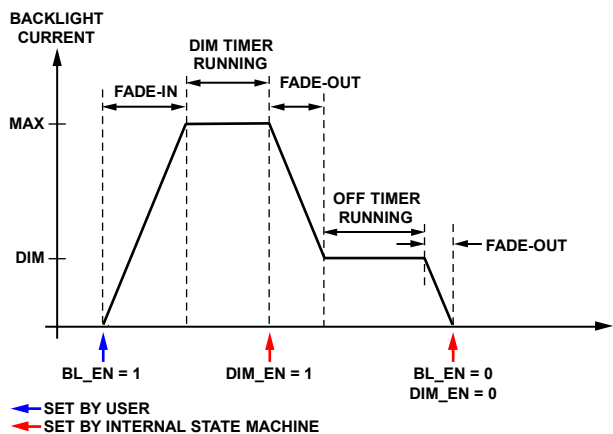 BACKLIGHT
CURRENT
DIM TIMER
RUNNING
FADE-IN
FADE-OUT
MAX
OFF TIMER
RUNNING
FADE-OUT
DIM
BL_EN = 1
DIM_EN = 1
BL_EN = 0
DIM_EN = 0
SET BY USER
SET BY INTERNAL STATE MACHINE